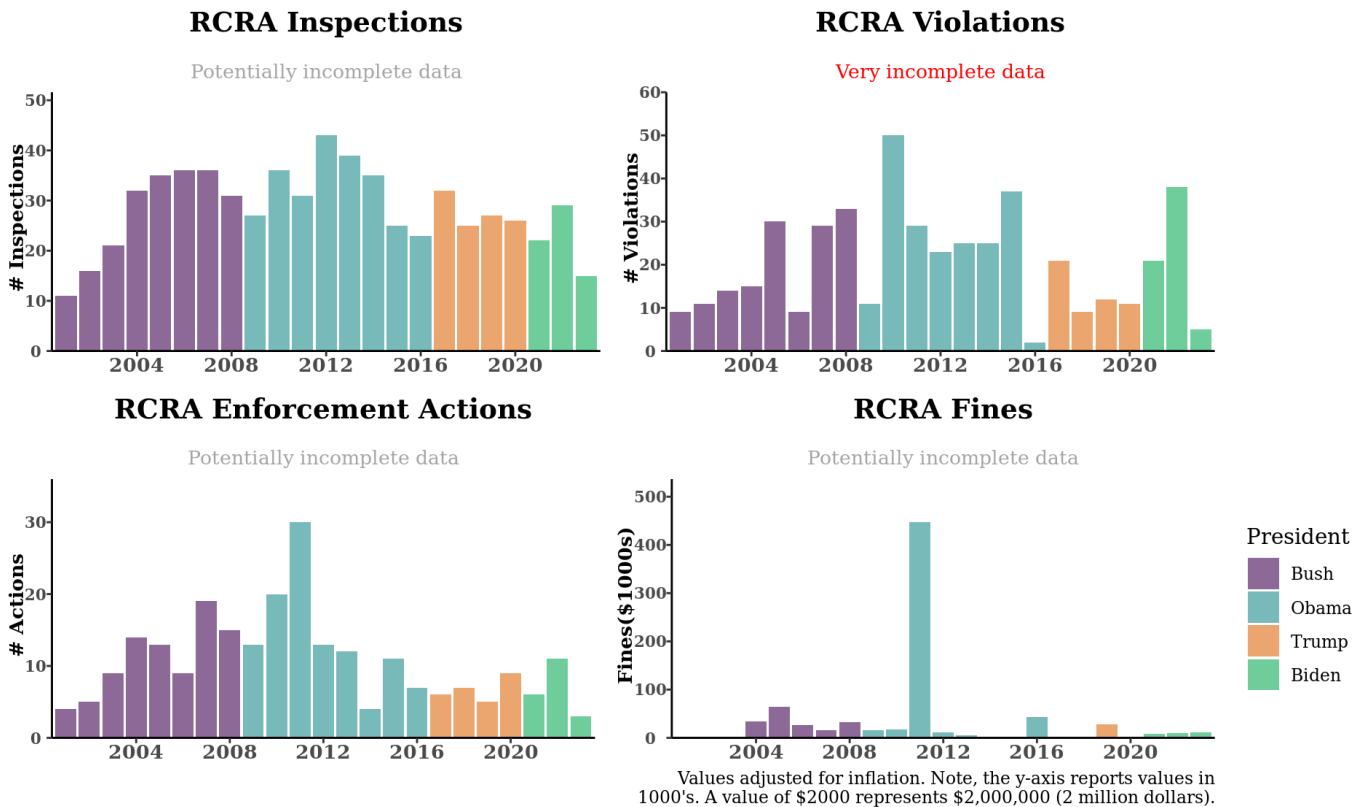 RCRA Inspections
Potentially incomplete data
# Inspections
50
40
30
20
10
0
2004 2008 2012 2016 2020
RCRA Violations
Very incomplete data
# Violations
60
50
40
30
20
10
0
2004 2008 2012 2016 2020
RCRA Enforcement Actions
Potentially incomplete data
# Actions
30
20
10
0
2004 2008 2012 2016 2020
RCRA Fines
Potentially incomplete data
Fines($1000s)
500
400
300
200
100
0
2004 2008 2012 2016 2020
President
Bush
Obama
Trump
Biden
Values adjusted for inflation. Note, the y-axis reports values in
1000's. A value of $2000 represents $2,000,000 (2 million dollars).